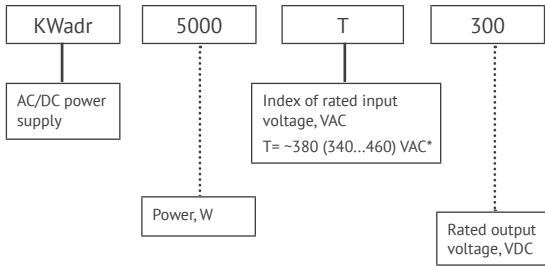 KWadr 5000 T 300
AC/DC power
supply
Index of rated input
voltage, VAC
T= ~380 (340...460) VAC*
Power, W
Rated output
voltage, VDC